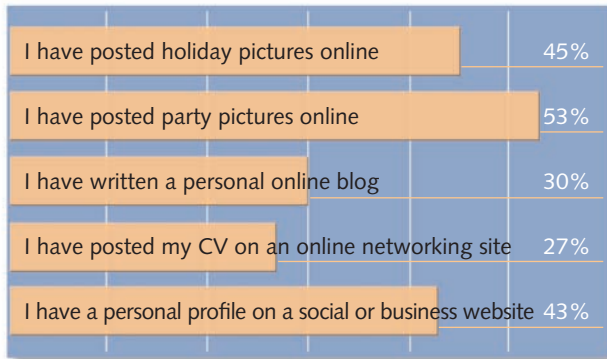 I have posted holiday pictures online 45%
I have posted party pictures online 53%
I have written a personal online blog 30%
I have posted my CV on an online networking site 27%
I have a personal profile on a social or business website 43%